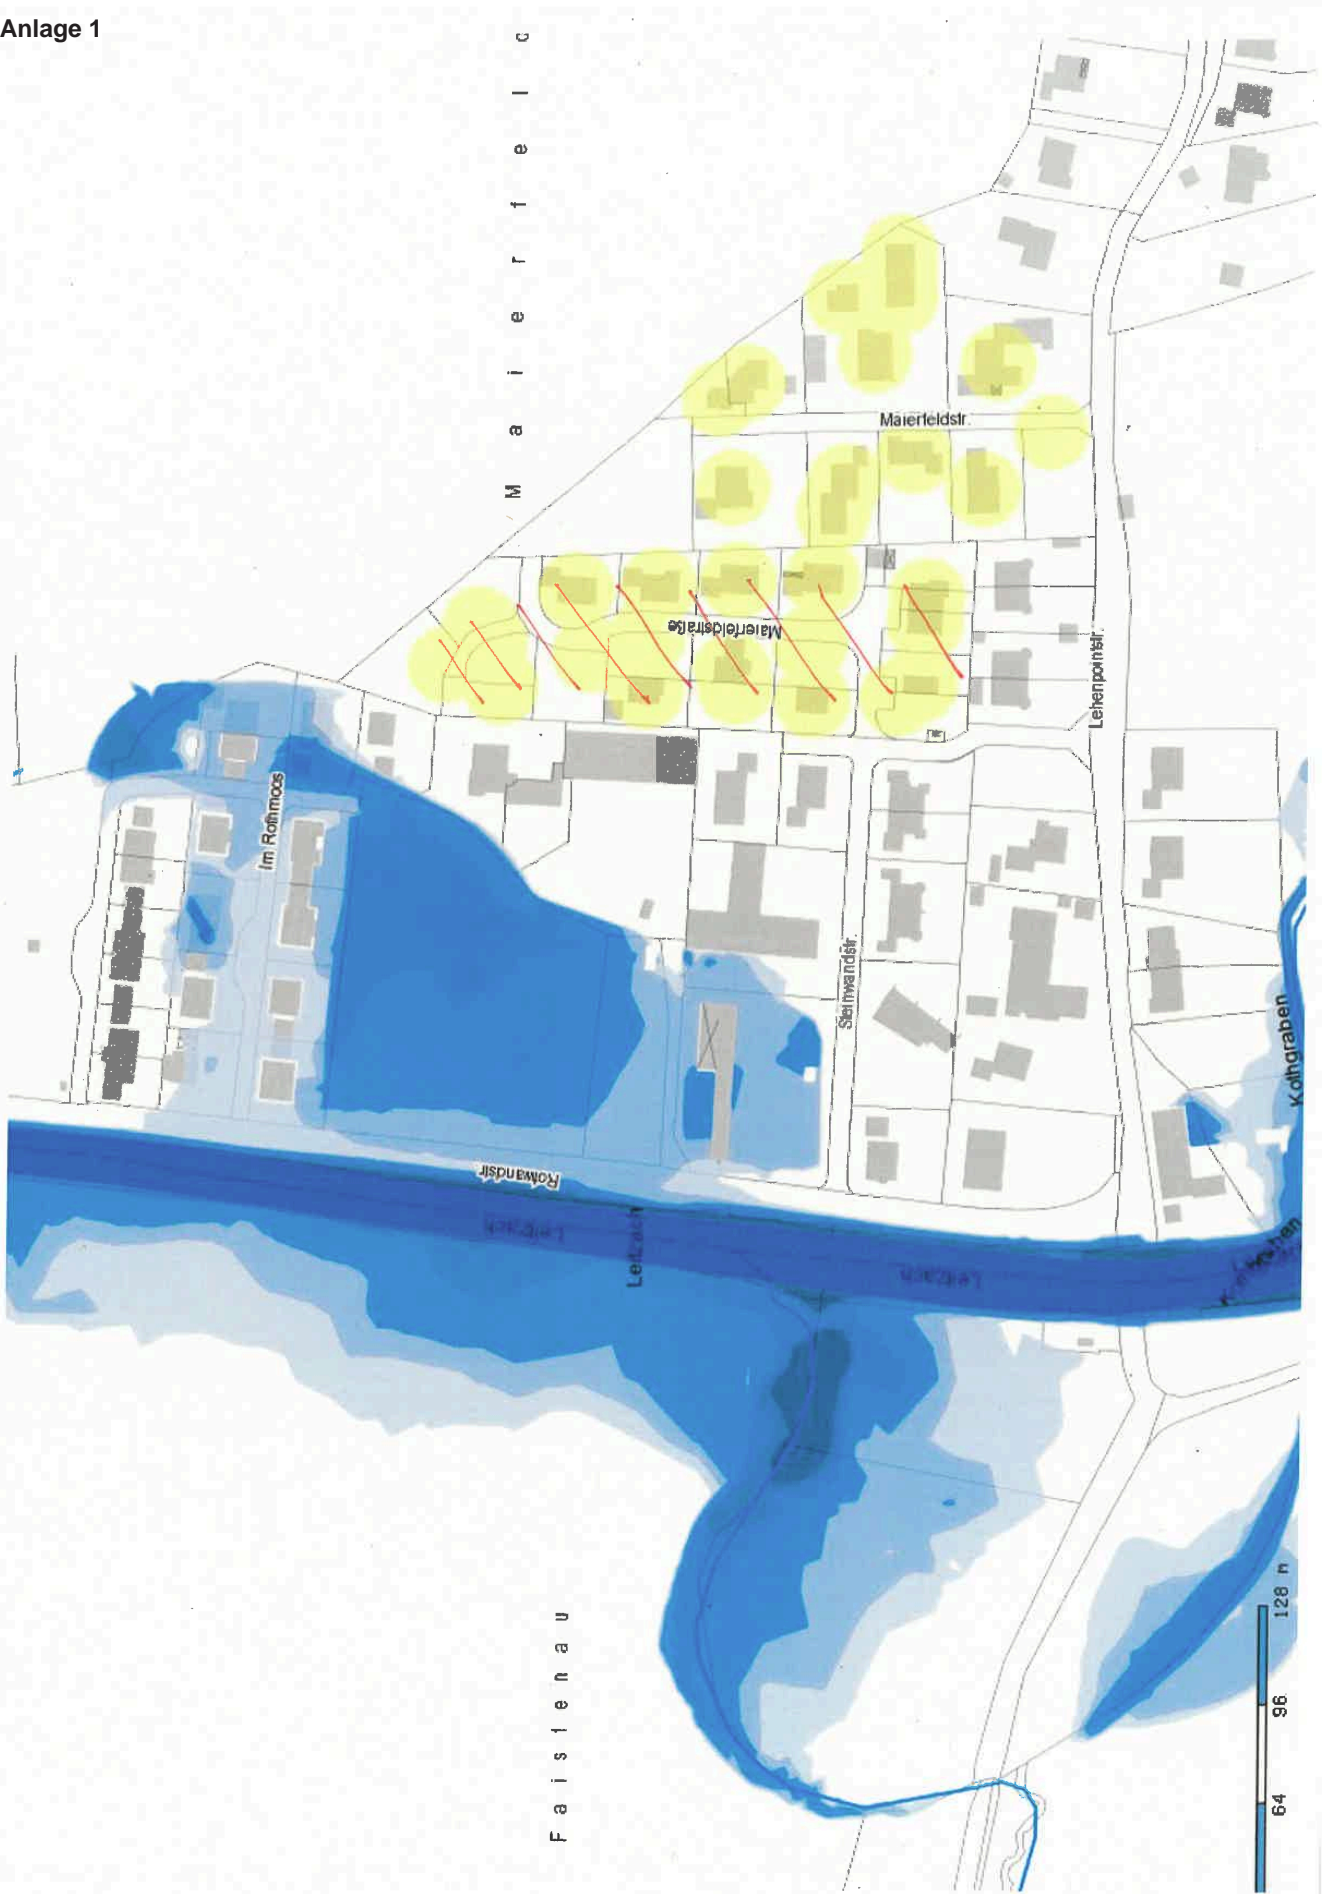 Anlage 1
Maierfeld
Maierfeldstr.
Maierfeldstraße
Lehenpointstr.
Im Rothmoos
Steinwandstr.
Kothgraben
Rotwandstr.
Leitzach
Leitzach
Leitzach
Faistenau
64 96 128 m